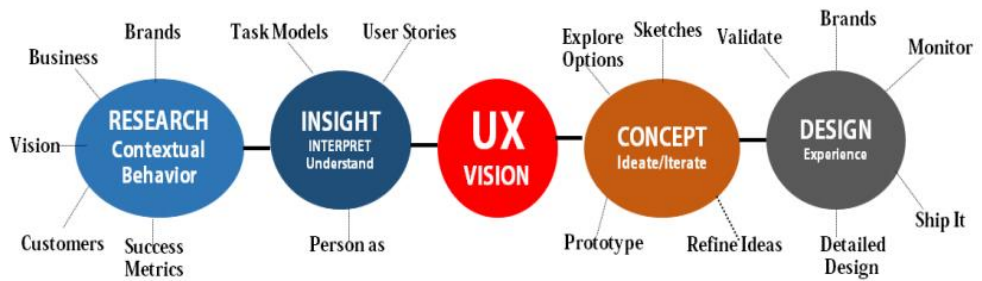 Brands
Business
Vision
RESEARCH
Contextual
Behavior
Customers
Success
Metrics
Task Models
User Stories
INSIGHT
INTERPRET
Understand
Person as
UX
VISION
Explore
Options
Sketches
CONCEPT
Ideate/Iterate
Prototype
Refine Ideas
Validate
Brands
Monitor
DESIGN
Experience
Ship It
Detailed
Design